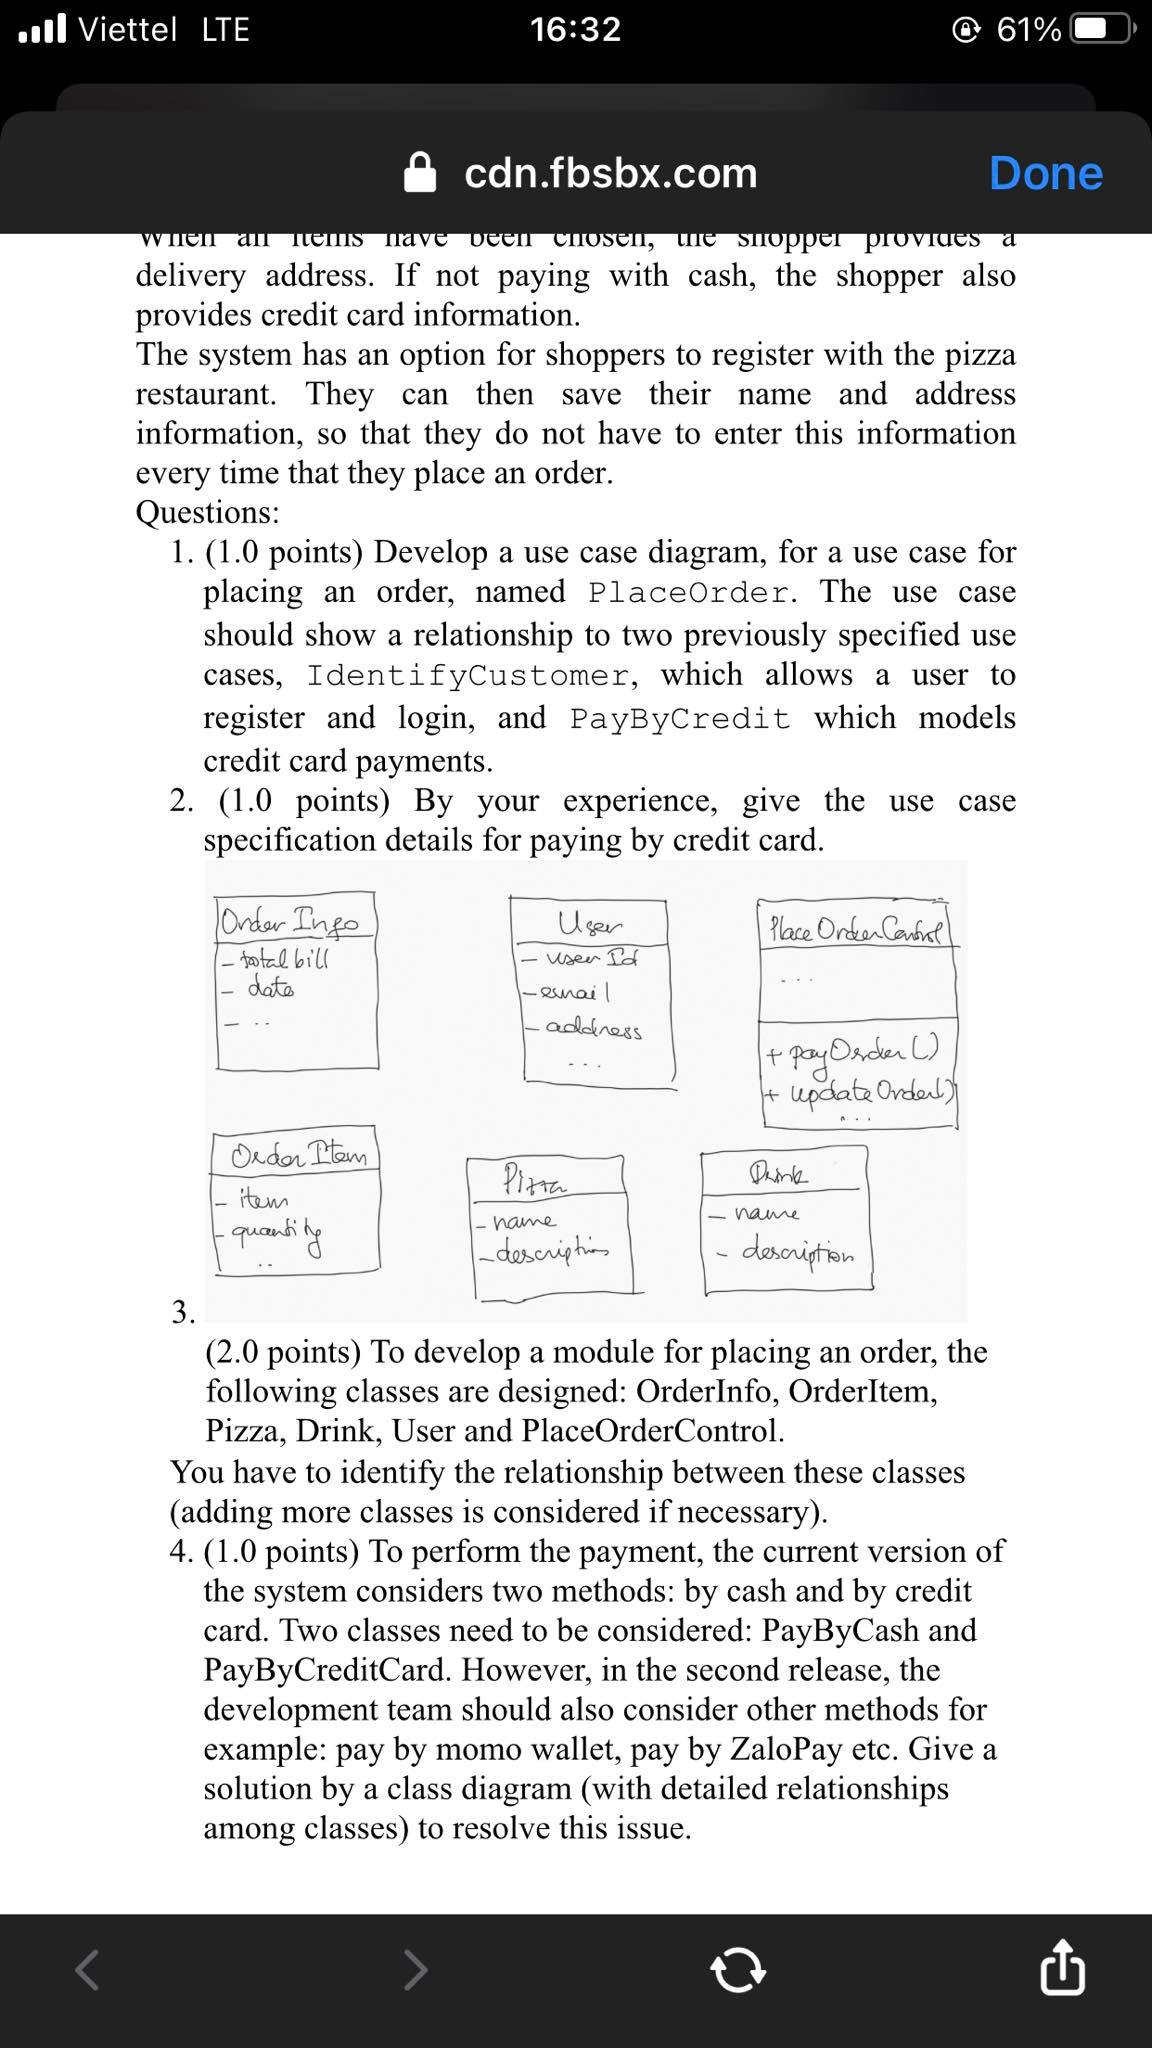 Viettel LTE
16:32
61%
cdn.fbsbx.com
Done
When all items have been chosen, the shopper provides a
delivery address. If not paying with cash, the shopper also
provides credit card information.
The system has an option for shoppers to register with the pizza
restaurant. They can then save their name and address
information, so that they do not have to enter this information
every time that they place an order.
Questions:
1. (1.0 points) Develop a use case diagram, for a use case for
placing an order, named PlaceOrder. The use case
should show a relationship to two previously specified use
cases, IdentifyCustomer, which allows a user to
register and login, and PayByCredit which models
credit card payments.
2. (1.0 points) By your experience, give the use case
specification details for paying by credit card.
Order Info
- total bill
- date
- ..
User
- user Id
- email
- address
...
Place Order Control
...
+ payOrder()
+ updateOrder()
...
Order Item
- item
- quantity
..
Pizza
- name
- description
Drink
- name
- description
3.
(2.0 points) To develop a module for placing an order, the
following classes are designed: OrderInfo, OrderItem,
Pizza, Drink, User and PlaceOrderControl.
You have to identify the relationship between these classes
(adding more classes is considered if necessary).
4. (1.0 points) To perform the payment, the current version of
the system considers two methods: by cash and by credit
card. Two classes need to be considered: PayByCash and
PayByCreditCard. However, in the second release, the
development team should also consider other methods for
example: pay by momo wallet, pay by ZaloPay etc. Give a
solution by a class diagram (with detailed relationships
among classes) to resolve this issue.